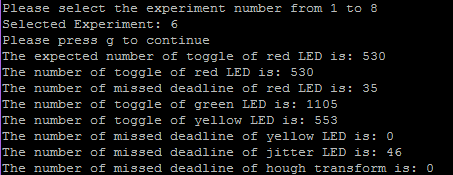 Please select the experiment number from 1 to 8
Selected Experiment: 6
Please press g to continue
The expected number of toggle of red LED is: 530
The number of toggle of red LED is: 530
The number of missed deadline of red LED is: 35
The number of toggle of green LED is: 1105
The number of toggle of yellow LED is: 553
The number of missed deadline of yellow LED is: 0
The number of missed deadline of jitter LED is: 46
The number of missed deadline of hough transform is: 0